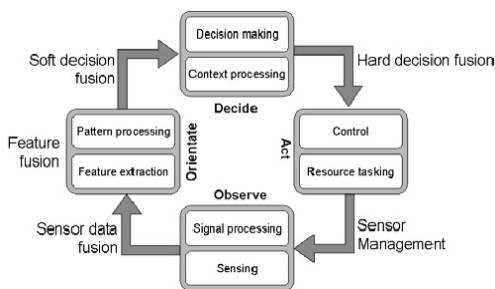 Decision making
Context processing
Decide
Soft decision
fusion
Hard decision fusion
Pattern processing
Feature extraction
Orientate
Feature
fusion
Act
Control
Resource tasking
Observe
Signal processing
Sensing
Sensor data
fusion
Sensor
Management